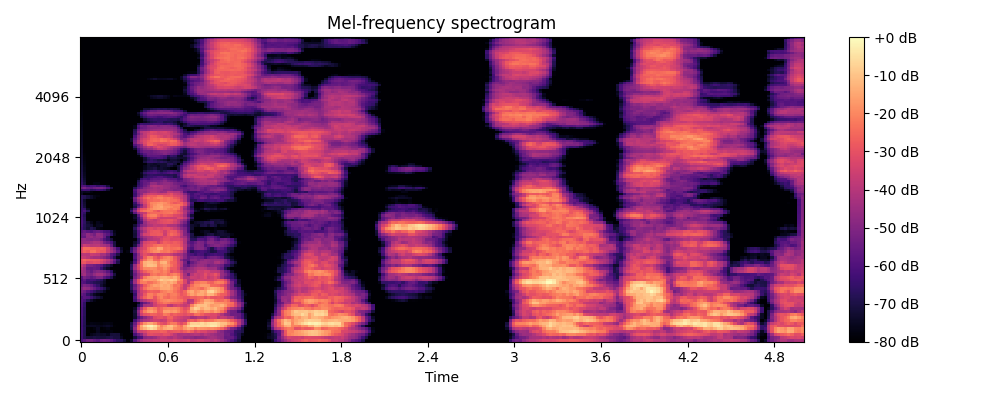 Mel-frequency spectrogram
+0 dB
-10 dB
4096
-20 dB
2048
-30 dB
Hz
-40 dB
1024
-50 dB
512
-60 dB
-70 dB
0
-80 dB
0 0.6 1.2 1.8 2.4 3 3.6 4.2 4.8
Time